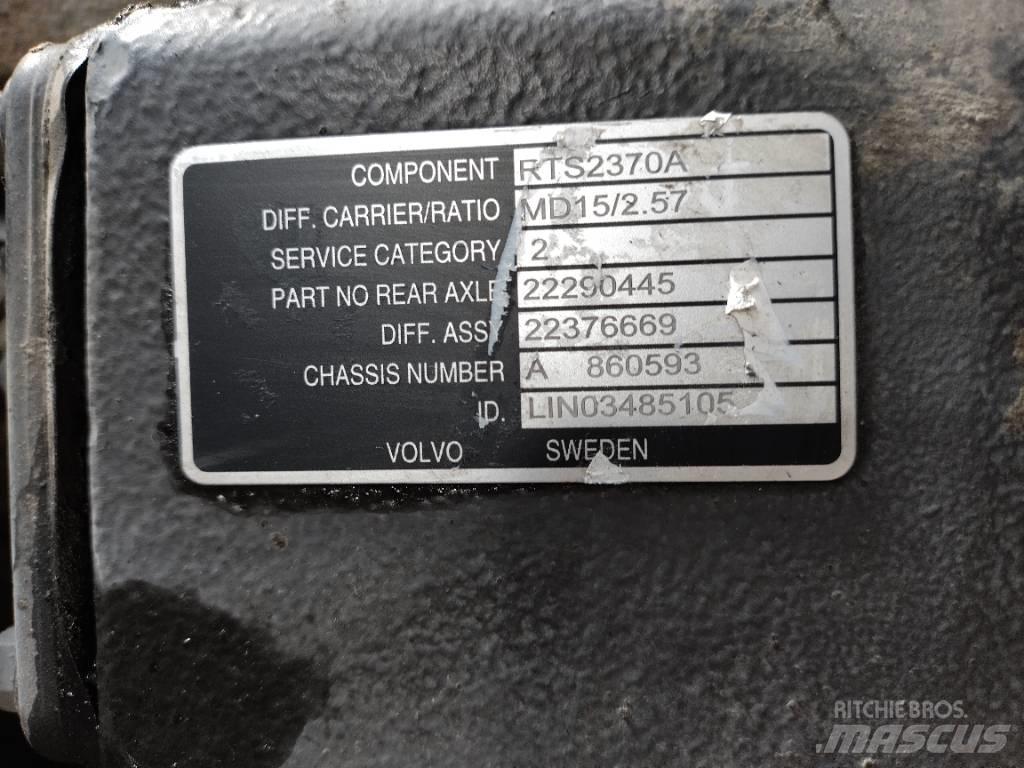 COMPONENT RTS2370A
DIFF. CARRIER/RATIO MD15/2.57
SERVICE CATEGORY 2
PART NO REAR AXLE 22290445
DIFF. ASSY 22376669
CHASSIS NUMBER A 860593
ID. LIN03485105
VOLVO SWEDEN
RITCHIE BROS.
MASCUS